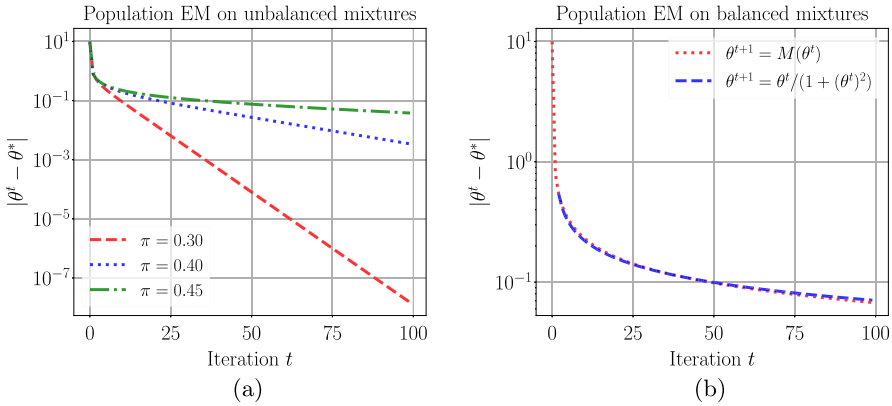 Population EM on unbalanced mixtures
10^1
10^{-1}
10^{-3}
10^{-5}
10^{-7}
|θ^t − θ*|
π = 0.30
π = 0.40
π = 0.45
0 25 50 75 100
Iteration t
(a)
Population EM on balanced mixtures
10^1
10^0
10^{-1}
|θ^t − θ*|
θ^{t+1} = M(θ^t)
θ^{t+1} = θ^t/(1 + (θ^t)^2)
0 25 50 75 100
Iteration t
(b)